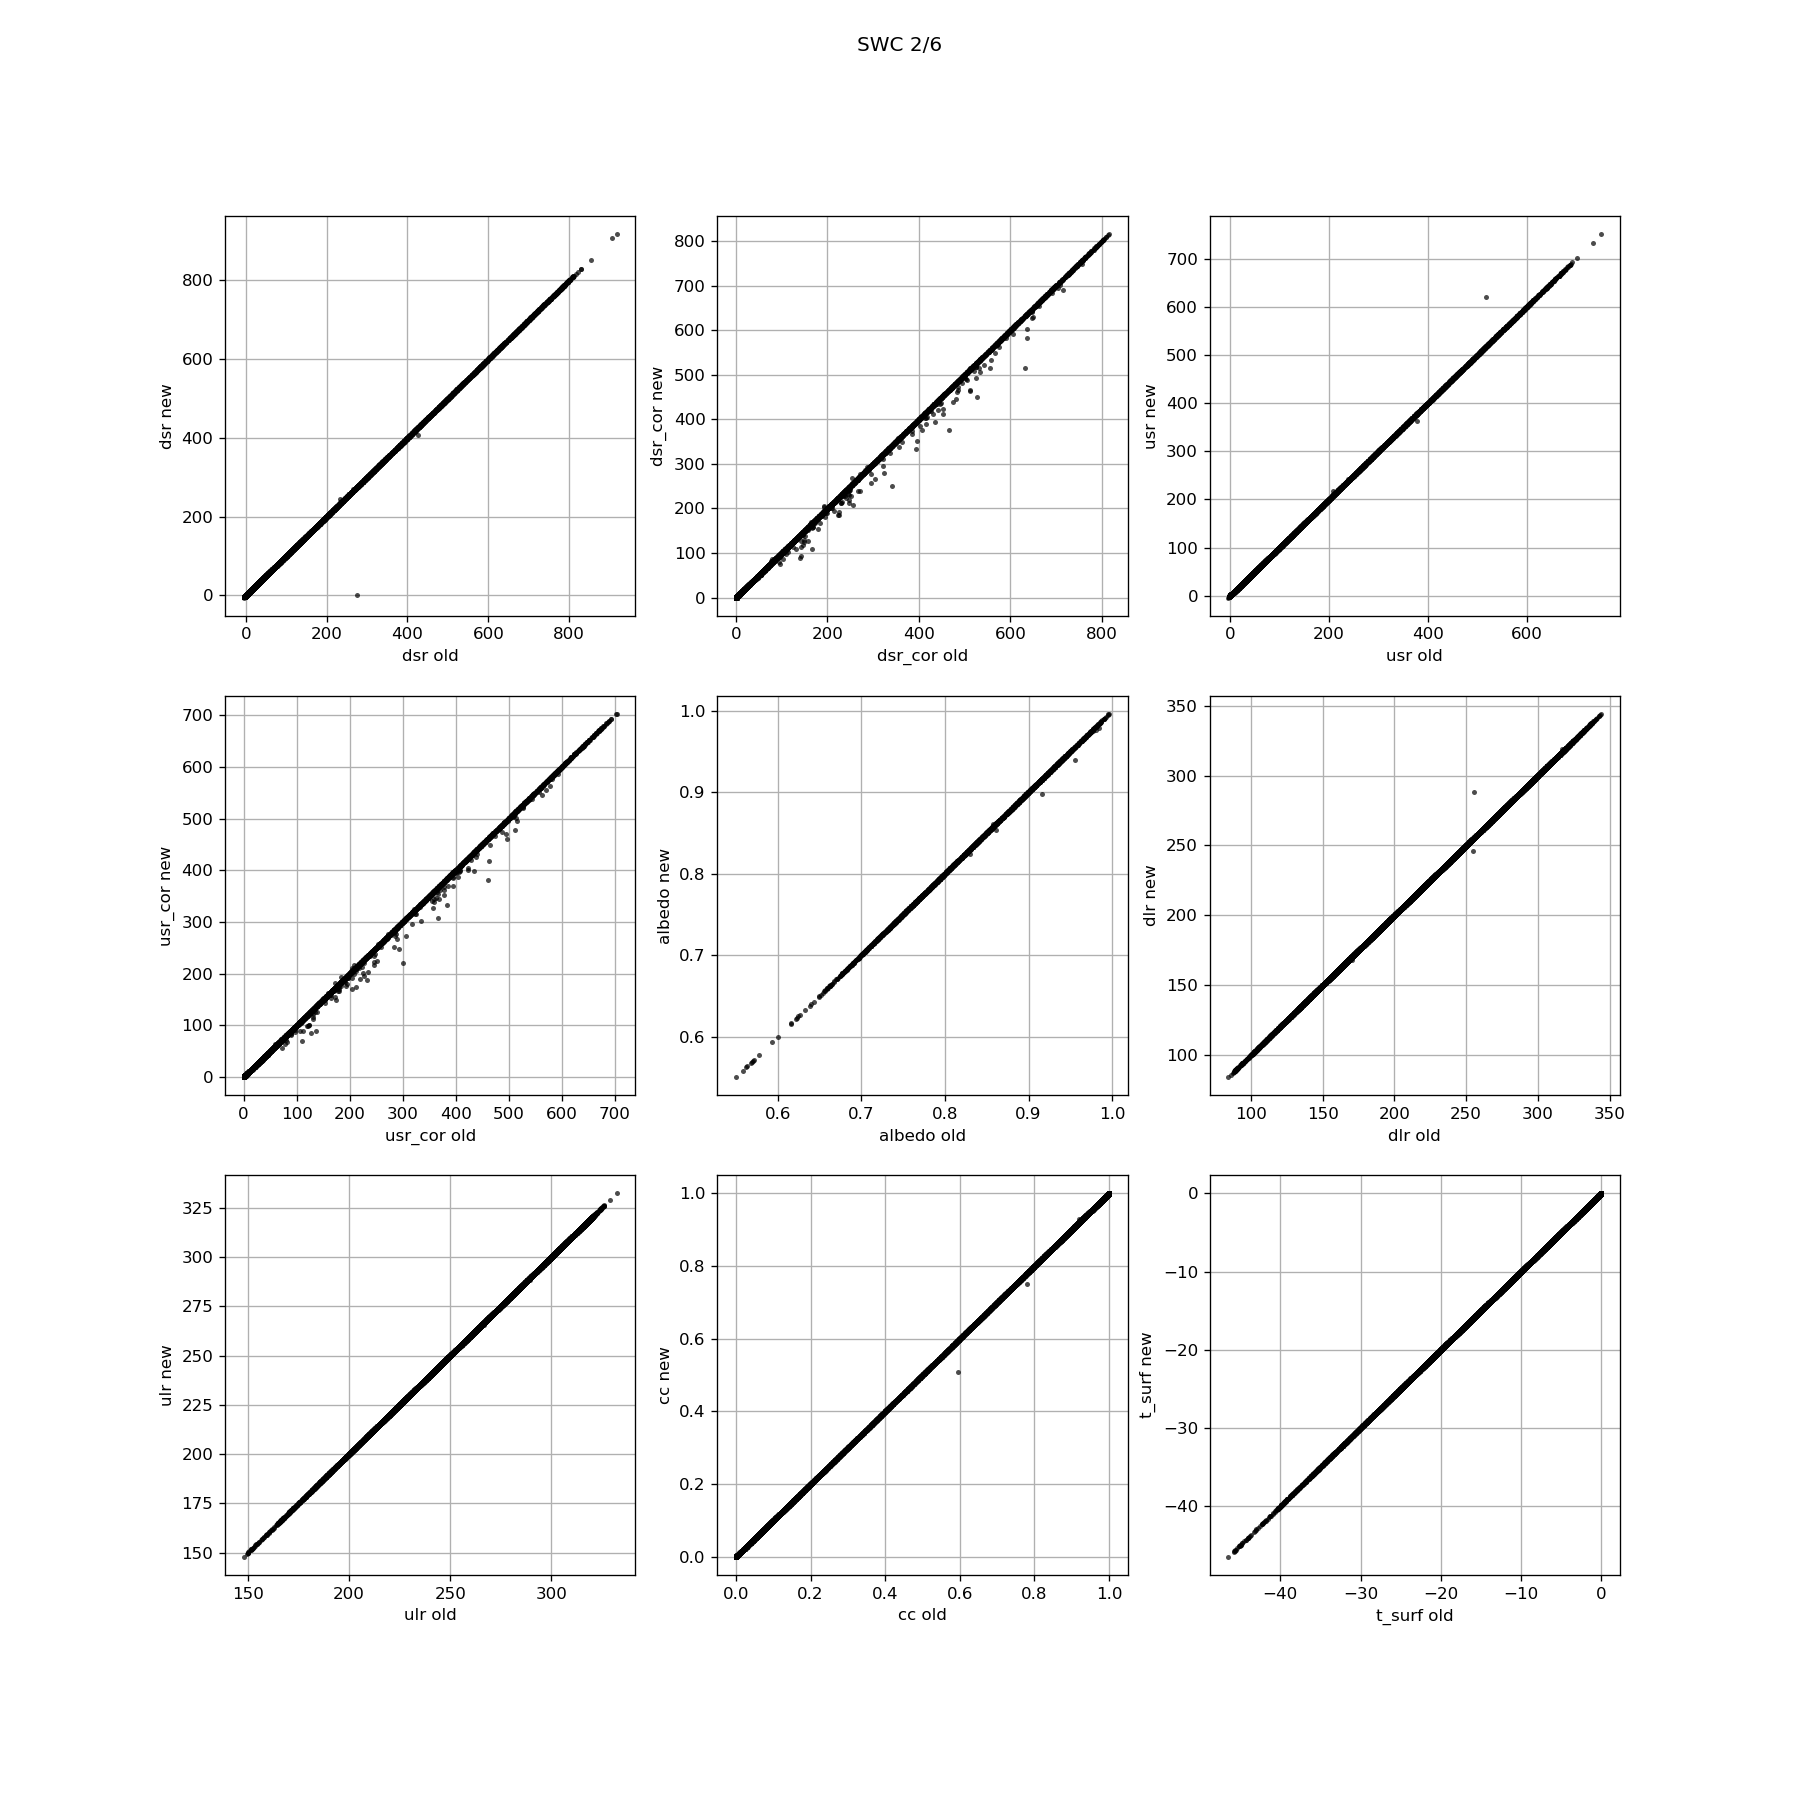 SWC 2/6
800
600
400
200
0
dsr new
0 200 400 600 800
dsr old
800
700
600
500
400
300
200
100
0
dsr_cor new
0 200 400 600 800
dsr_cor old
700
600
500
400
300
200
100
0
usr new
0 200 400 600
usr old
700
600
500
400
300
200
100
0
usr_cor new
0 100 200 300 400 500 600 700
usr_cor old
1.0
0.9
0.8
0.7
0.6
albedo new
0.6 0.7 0.8 0.9 1.0
albedo old
350
300
250
200
150
100
dlr new
100 150 200 250 300 350
dlr old
325
300
275
250
225
200
175
150
ulr new
150 200 250 300
ulr old
1.0
0.8
0.6
0.4
0.2
0.0
cc new
0.0 0.2 0.4 0.6 0.8 1.0
cc old
0
−10
−20
−30
−40
t_surf new
−40 −30 −20 −10 0
t_surf old